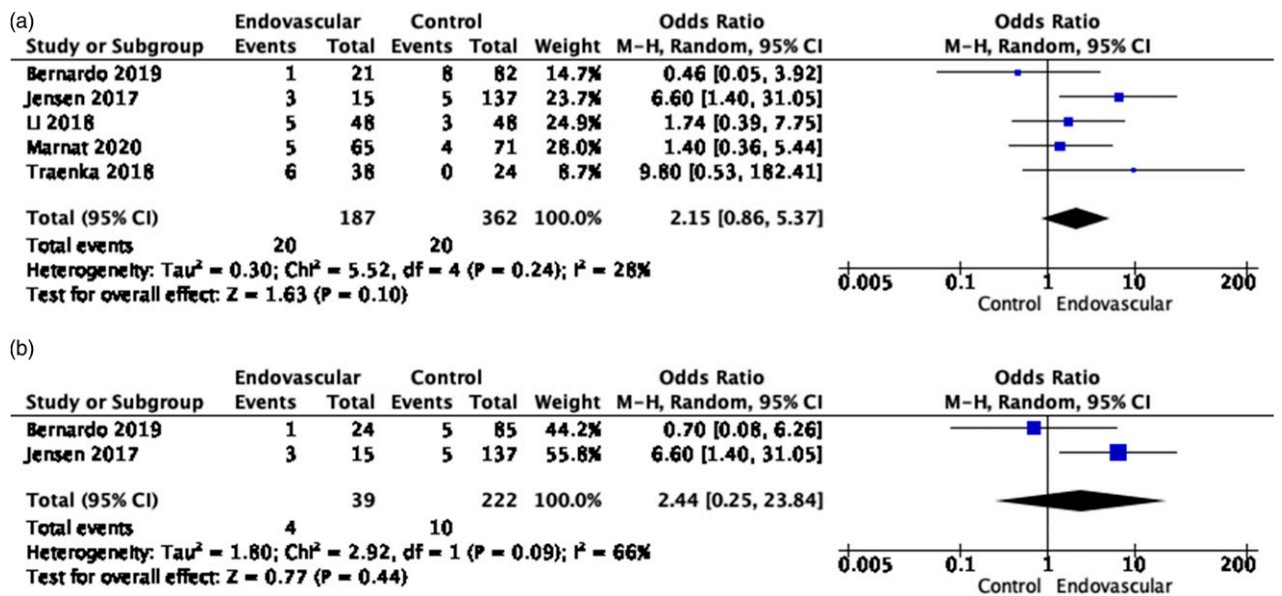 (a)
Endovascular Control Odds Ratio Odds Ratio
Study or Subgroup Events Total Events Total Weight M-H, Random, 95% CI M-H, Random, 95% CI
Bernardo 2019 1 21 8 82 14.7% 0.46 [0.05, 3.92]
Jensen 2017 3 15 5 137 23.7% 6.60 [1.40, 31.05]
LI 2018 5 48 3 48 24.9% 1.74 [0.39, 7.75]
Marnat 2020 5 65 4 71 28.0% 1.40 [0.36, 5.44]
Traenka 2018 6 38 0 24 8.7% 9.80 [0.53, 182.41]
Total (95% CI) 187 362 100.0% 2.15 [0.86, 5.37]
Total events 20 20
Heterogeneity: Tau² = 0.30; Chi² = 5.52, df = 4 (P = 0.24); I² = 28%
Test for overall effect: Z = 1.63 (P = 0.10)
0.005 0.1 1 10 200
Control Endovascular
(b)
Endovascular Control Odds Ratio Odds Ratio
Study or Subgroup Events Total Events Total Weight M-H, Random, 95% CI M-H, Random, 95% CI
Bernardo 2019 1 24 5 85 44.2% 0.70 [0.08, 6.26]
Jensen 2017 3 15 5 137 55.8% 6.60 [1.40, 31.05]
Total (95% CI) 39 222 100.0% 2.44 [0.25, 23.84]
Total events 4 10
Heterogeneity: Tau² = 1.80; Chi² = 2.92, df = 1 (P = 0.09); I² = 66%
Test for overall effect: Z = 0.77 (P = 0.44)
0.005 0.1 1 10 200
Control Endovascular